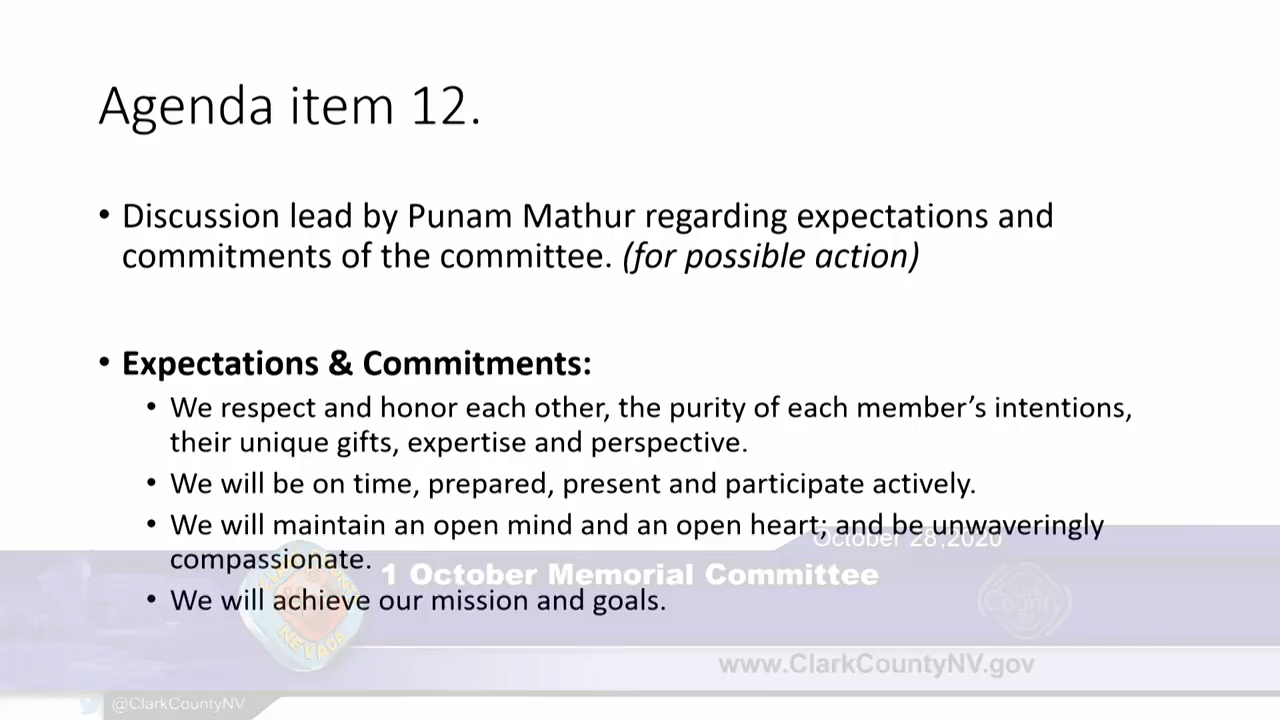 Agenda item 12.
• Discussion lead by Punam Mathur regarding expectations and
commitments of the committee. (for possible action)
• Expectations & Commitments:
• We respect and honor each other, the purity of each member’s intentions,
their unique gifts, expertise and perspective.
• We will be on time, prepared, present and participate actively.
• We will maintain an open mind and an open heart; and be unwaveringly
compassionate.
• We will achieve our mission and goals.
October 28,2020
1 October Memorial Committee
NEVADA
Clark
County
www.ClarkCountyNV.gov
@ClarkCountyNV